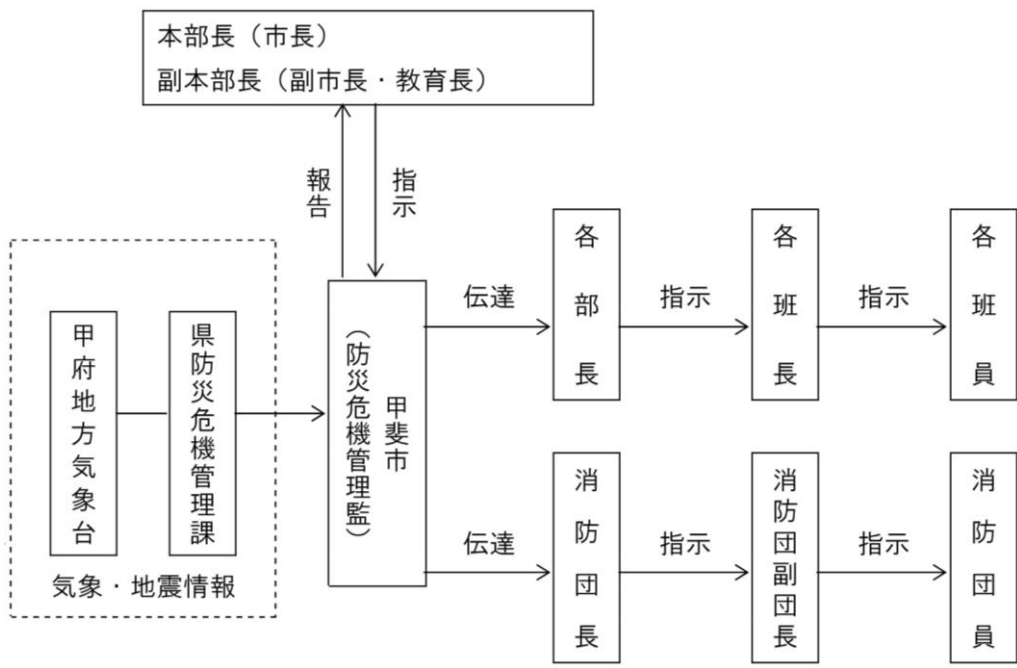 本部長（市長）
副本部長（副市長・教育長）
報告
指示
甲府地方気象台
県防災危機管理課
気象・地震情報
甲斐市
（防災危機管理監）
伝達
各部長
指示
各班長
指示
各班員
伝達
消防団長
指示
消防団副団長
指示
消防団員